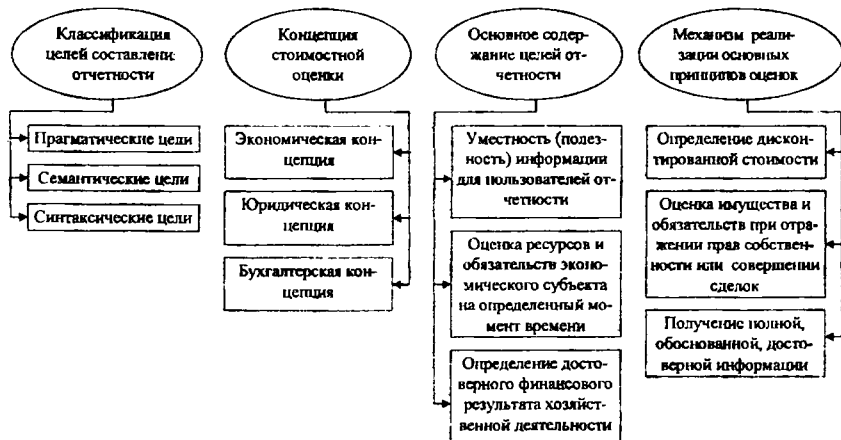 Классификация
целей составлени:
отчетности
Прагматические цели
Семантические цели
Синтаксические цели
Концепция
стоимостной
оценки
Экономическая кон-
цепция
Юридическая кон-
цепция
Бухгалтерская кон-
цепция
Основное содер-
жание целей от-
четности
Уместность (полез-
ность) информации
для пользователей от-
четности
Оценка ресурсов и
обязательств эконо-
мического субъекта
на определенный мо-
мент времени
Определение досто-
верного финансового
результата хозяйст-
венной деятельности
Механизм реали-
зации основных
принципов оценок
Определение дискон-
тированной стоимости
Оценка имущества и
обязательств при отра-
жении прав собствен-
ности или совершении
сделок
Получение полной,
обоснованной, досто-
верной информации